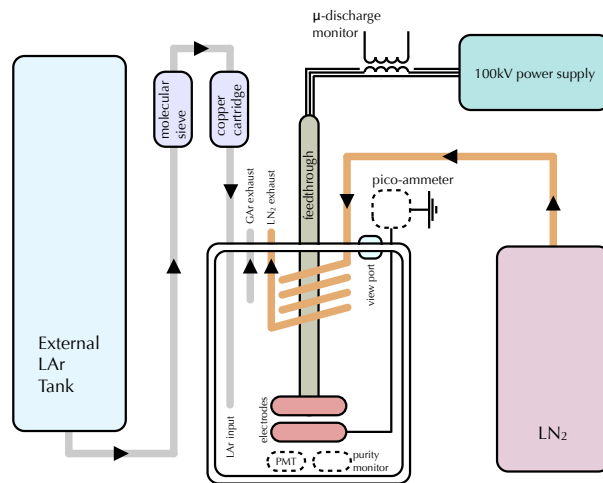 μ-discharge
monitor
100kV power supply
molecular
sieve
copper
cartridge
GAr exhaust
LN₂ exhaust
feedthrough
pico-ammeter
view port
External
LAr
Tank
LAr input
electrodes
PMT
purity
monitor
LN₂